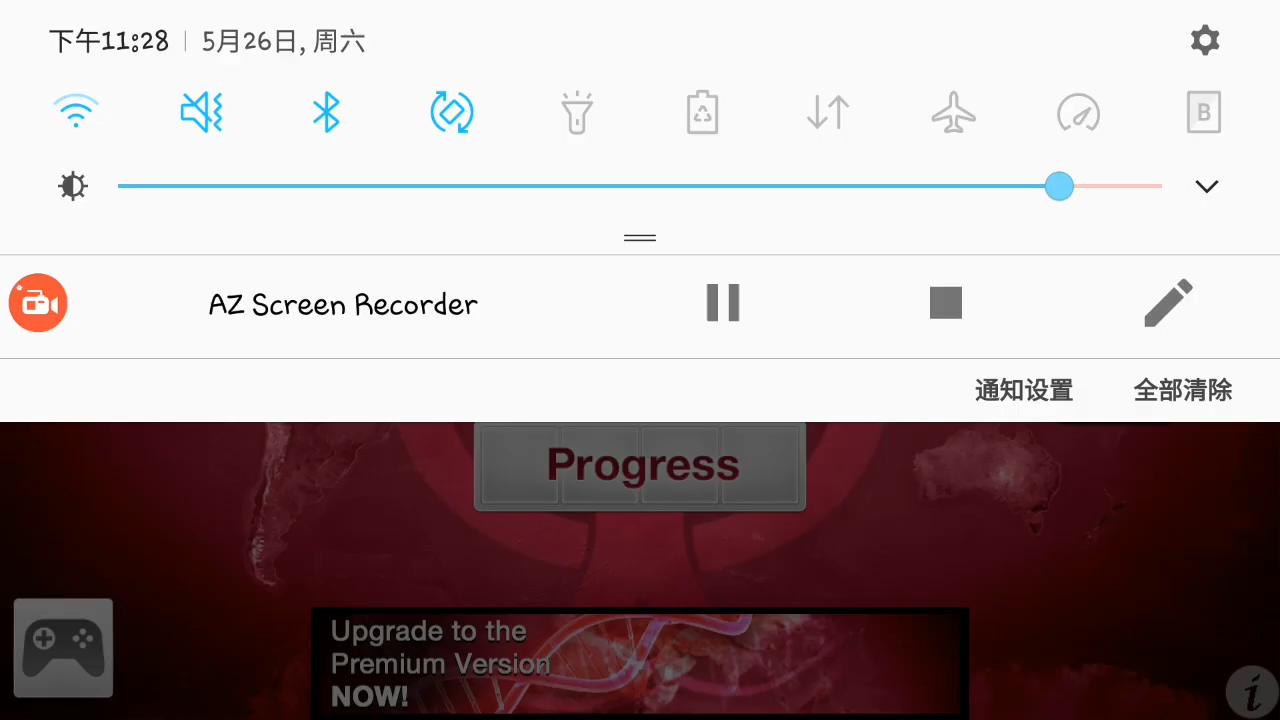 下午11:28 | 5月26日, 周六
B
AZ Screen Recorder
通知设置 全部清除
Progress
Upgrade to the
Premium Version
NOW!
i